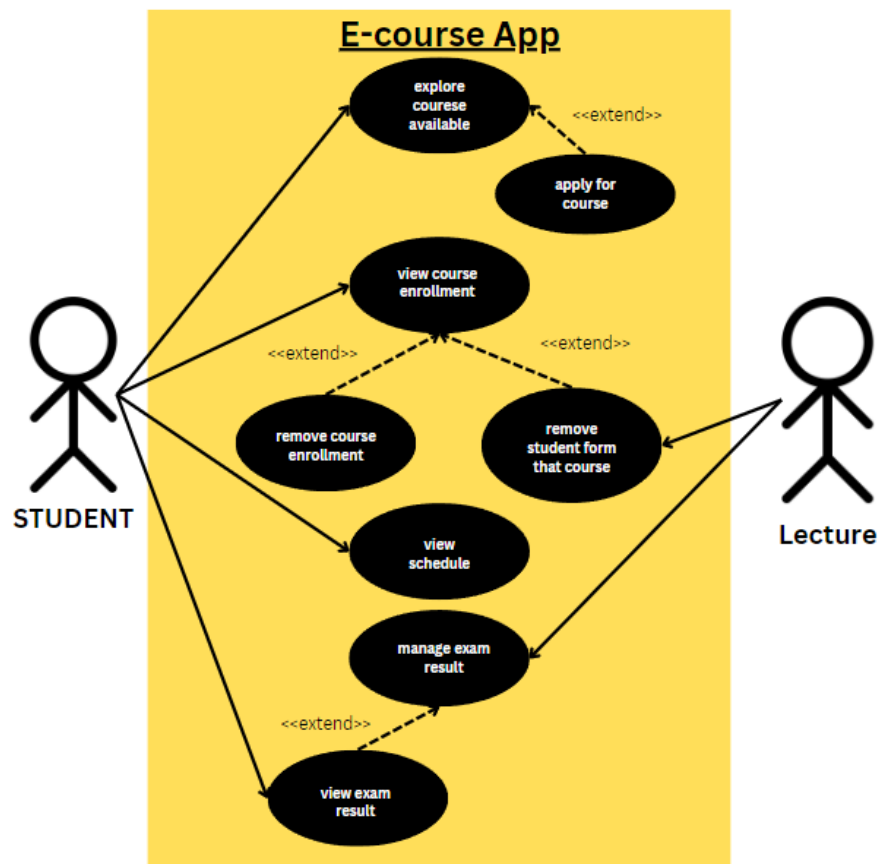 E-course App
explore
courese
available
<<extend>>
apply for
course
view course
enrollment
<<extend>>
<<extend>>
remove course
enrollment
remove
student form
that course
STUDENT
Lecture
view
schedule
manage exam
result
<<extend>>
view exam
result